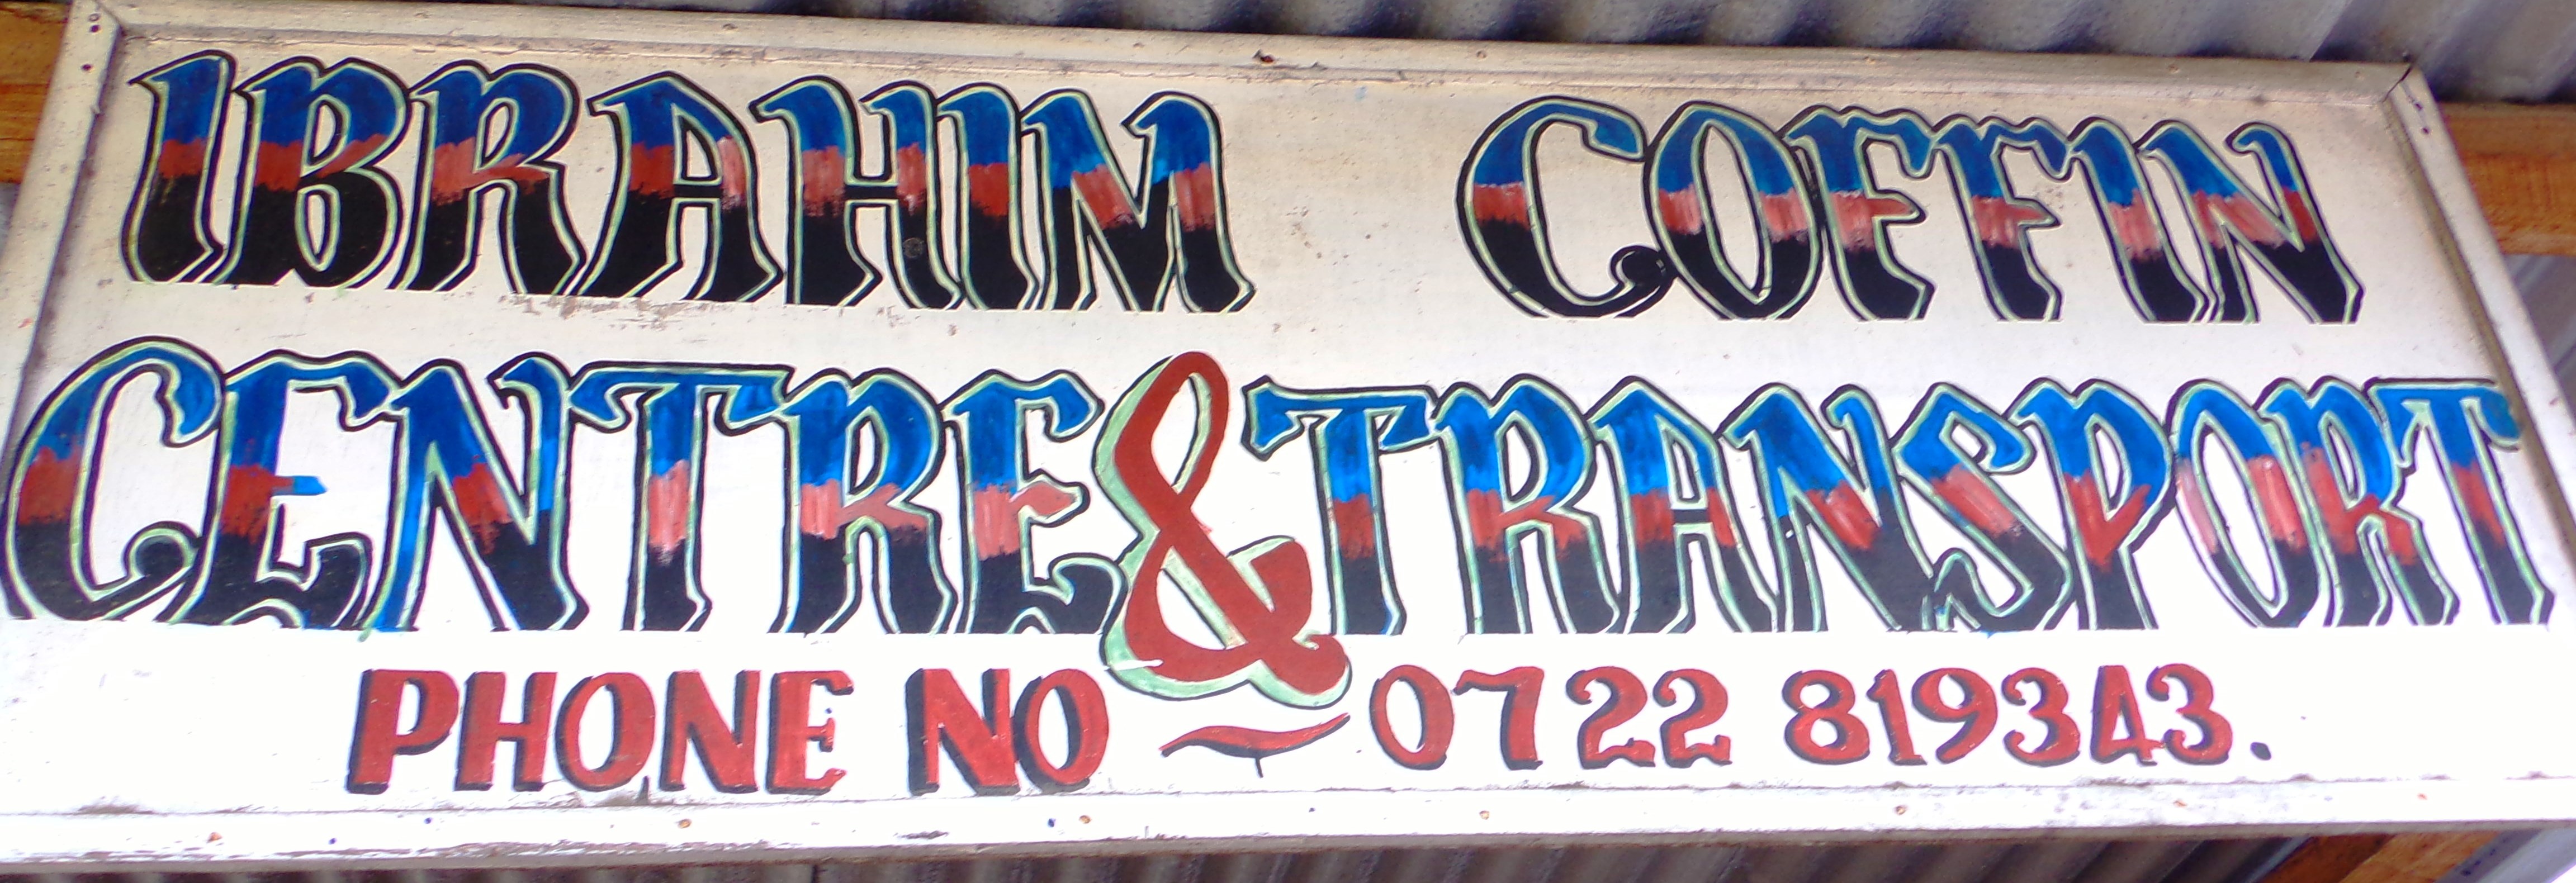 IBRAHIM COFFIN
CENTRE & TRANSPORT
PHONE NO ~ 0722 819343.